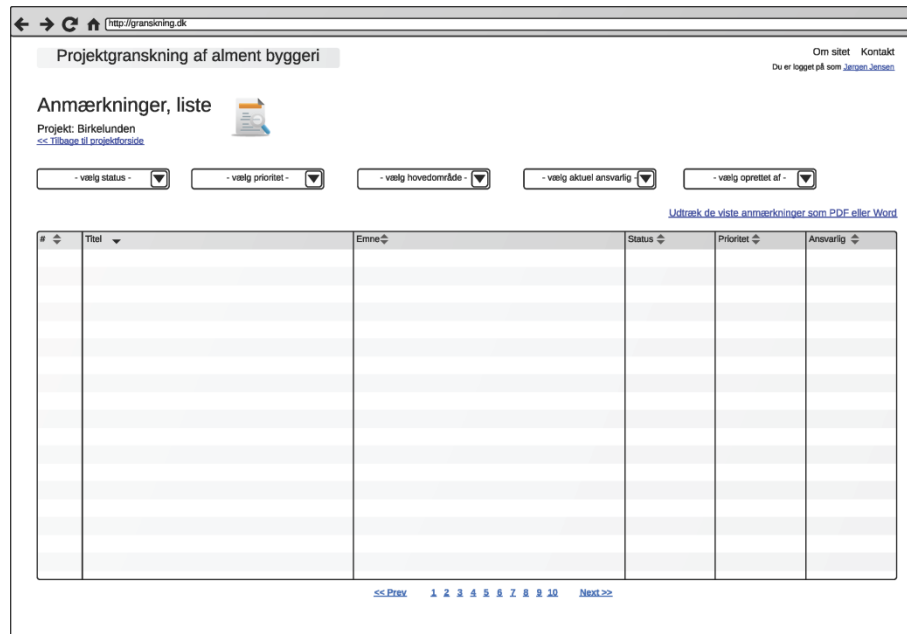 http://granskning.dk
Projektgranskning af alment byggeri
Om sitet Kontakt
Du er logget på som Jørgen Jensen
Anmærkninger, liste
Projekt: Birkelunden
<< Tilbage til projektforside
- vælg status - - vælg prioritet - - vælg hovedområde - - vælg aktuel ansvarlig - - vælg oprettet af -
Udtræk de viste anmærkninger som PDF eller Word
# Titel Emne Status Prioritet Ansvarlig
<< Prev 1 2 3 4 5 6 7 8 9 10 Next >>